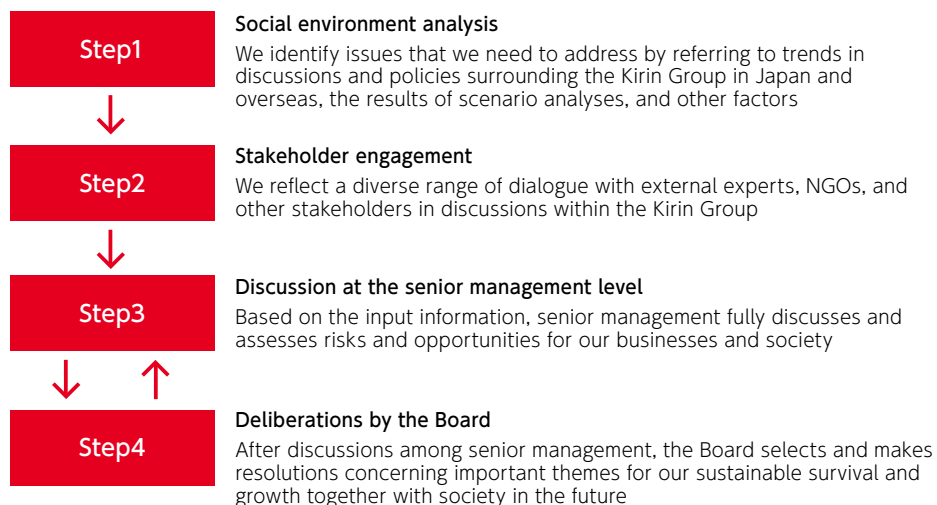 Step1
Social environment analysis
We identify issues that we need to address by referring to trends in
discussions and policies surrounding the Kirin Group in Japan and
overseas, the results of scenario analyses, and other factors
Step2
Stakeholder engagement
We reflect a diverse range of dialogue with external experts, NGOs, and
other stakeholders in discussions within the Kirin Group
Step3
Discussion at the senior management level
Based on the input information, senior management fully discusses and
assesses risks and opportunities for our businesses and society
Step4
Deliberations by the Board
After discussions among senior management, the Board selects and makes
resolutions concerning important themes for our sustainable survival and
growth together with society in the future